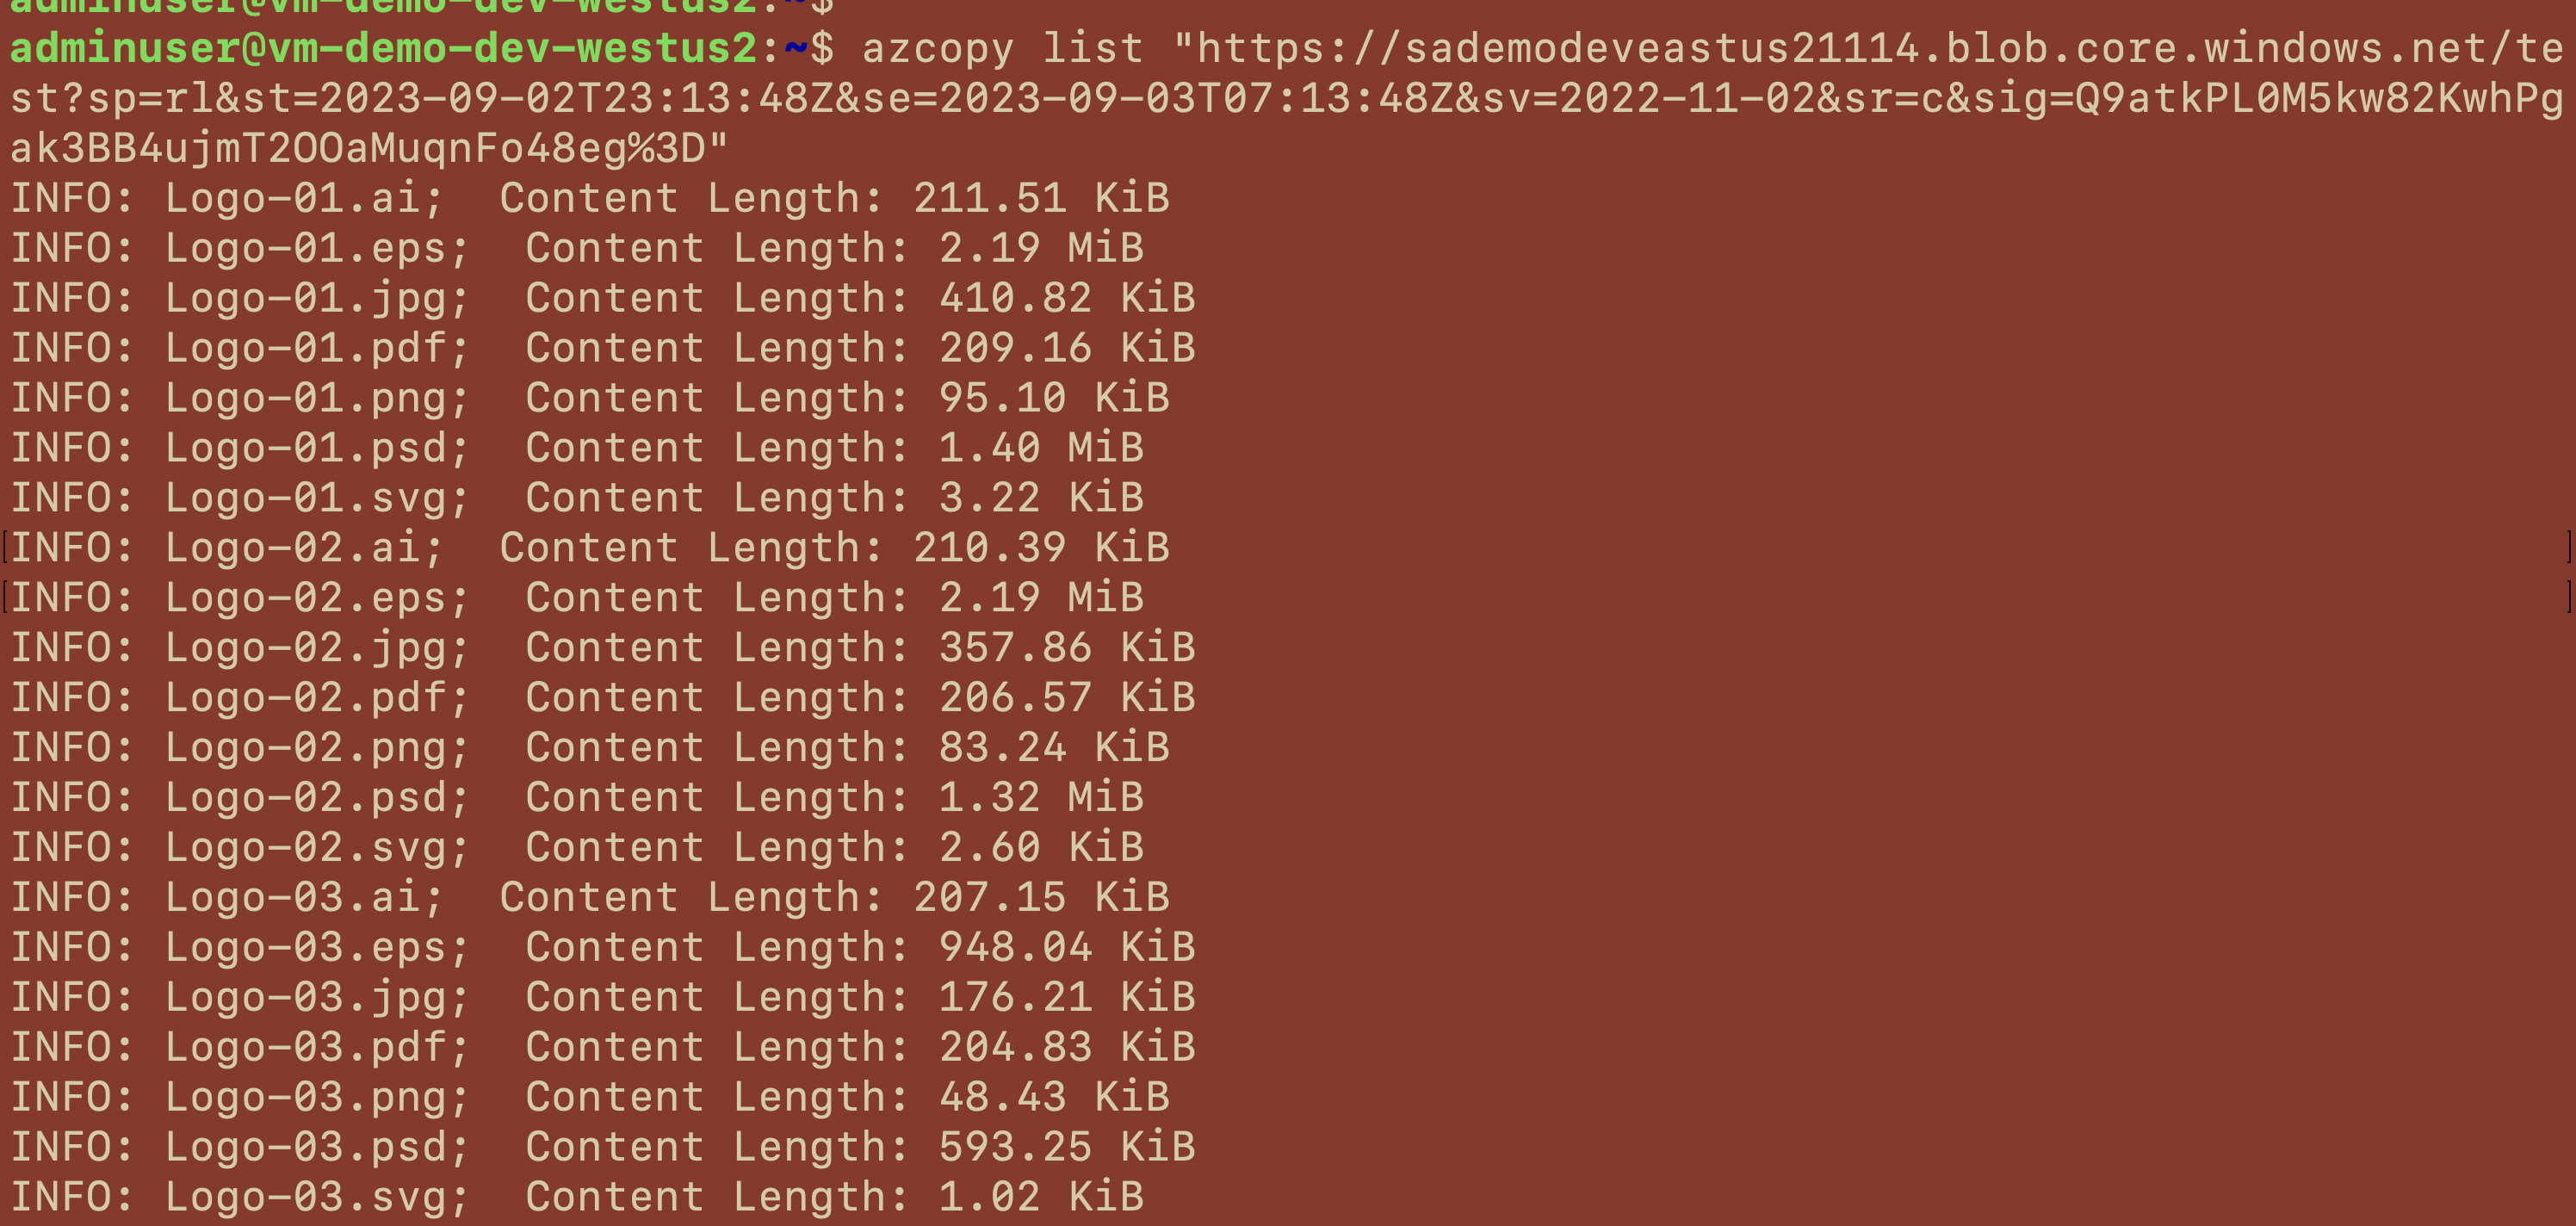 adminuser@vm-demo-dev-westus2:~$
adminuser@vm-demo-dev-westus2:~$ azcopy list "https://sademodeveastus21114.blob.core.windows.net/te
st?sp=rl&st=2023-09-02T23:13:48Z&se=2023-09-03T07:13:48Z&sv=2022-11-02&sr=c&sig=Q9atkPL0M5kw82KwhPg
ak3BB4ujmT2OOaMuqnFo48eg%3D"
INFO: Logo-01.ai;  Content Length: 211.51 KiB
INFO: Logo-01.eps;  Content Length: 2.19 MiB
INFO: Logo-01.jpg;  Content Length: 410.82 KiB
INFO: Logo-01.pdf;  Content Length: 209.16 KiB
INFO: Logo-01.png;  Content Length: 95.10 KiB
INFO: Logo-01.psd;  Content Length: 1.40 MiB
INFO: Logo-01.svg;  Content Length: 3.22 KiB
INFO: Logo-02.ai;  Content Length: 210.39 KiB
INFO: Logo-02.eps;  Content Length: 2.19 MiB
INFO: Logo-02.jpg;  Content Length: 357.86 KiB
INFO: Logo-02.pdf;  Content Length: 206.57 KiB
INFO: Logo-02.png;  Content Length: 83.24 KiB
INFO: Logo-02.psd;  Content Length: 1.32 MiB
INFO: Logo-02.svg;  Content Length: 2.60 KiB
INFO: Logo-03.ai;  Content Length: 207.15 KiB
INFO: Logo-03.eps;  Content Length: 948.04 KiB
INFO: Logo-03.jpg;  Content Length: 176.21 KiB
INFO: Logo-03.pdf;  Content Length: 204.83 KiB
INFO: Logo-03.png;  Content Length: 48.43 KiB
INFO: Logo-03.psd;  Content Length: 593.25 KiB
INFO: Logo-03.svg;  Content Length: 1.02 KiB